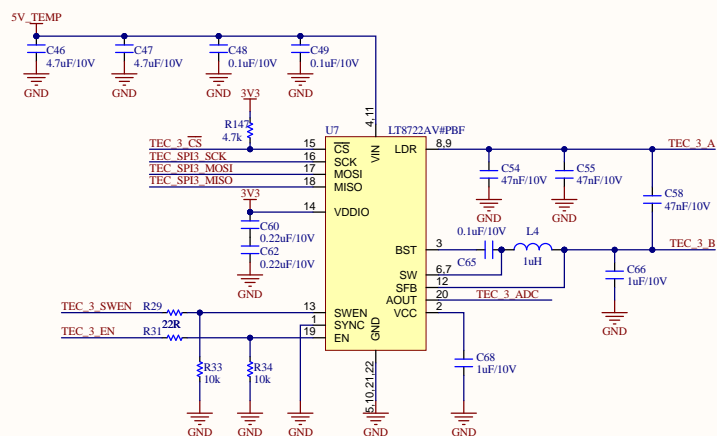 5V_TEMP
C46
4.7uF/10V
C47
4.7uF/10V
C48
0.1uF/10V
C49
0.1uF/10V
GND
GND
GND
GND
3V3
R147
4.7k
4,11
U7
LT8722AV#PBF
TEC_3_CS
15
CS
VIN
LDR
8,9
TEC_3_A
TEC_SPI3_SCK
16
SCK
TEC_SPI3_MOSI
17
MOSI
TEC_SPI3_MISO
18
MISO
C54
47nF/10V
C55
47nF/10V
C58
47nF/10V
3V3
14
VDDIO
GND
GND
C60
0.22uF/10V
C62
0.22uF/10V
GND
0.1uF/10V
L4
BST
3
TEC_3_B
C65
1uH
SW
6,7
SFB
12
C66
1uF/10V
AOUT
20
TEC_3_ADC
VCC
2
GND
TEC_3_SWEN
R29
22R
13
SWEN
1
SYNC
TEC_3_EN
R31
19
EN
GND
R33
10k
R34
10k
C68
1uF/10V
5,10,21,22
GND
GND
GND
GND
GND